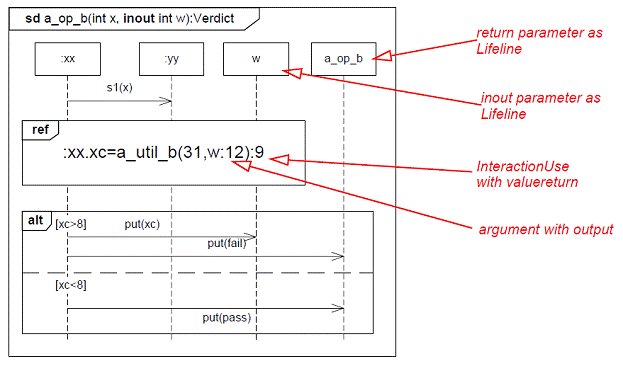 sd a_op_b(int x, inout int w):Verdict
return parameter as
Lifeline
:xx
:yy
w
a_op_b
s1(x)
inout parameter as
Lifeline
ref
:xx.xc=a_util_b(31,w:12):9
InteractionUse
with valuereturn
argument with output
alt
[xc>8]
put(xc)
put(fail)
[xc<8]
put(pass)